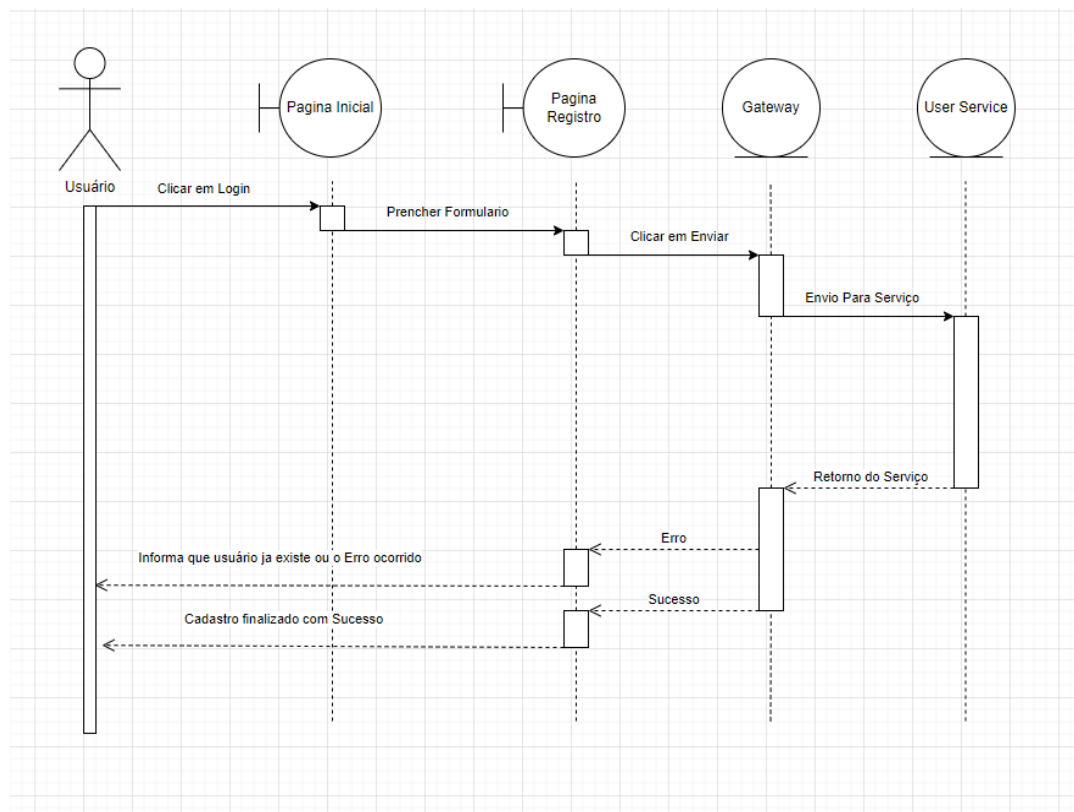 Pagina Inicial
Pagina
Registro
Gateway
User Service
Usuário
Clicar em Login
Prencher Formulario
Clicar em Enviar
Envio Para Serviço
Retorno do Serviço
Erro
Informa que usuário ja existe ou o Erro ocorrido
Sucesso
Cadastro finalizado com Sucesso